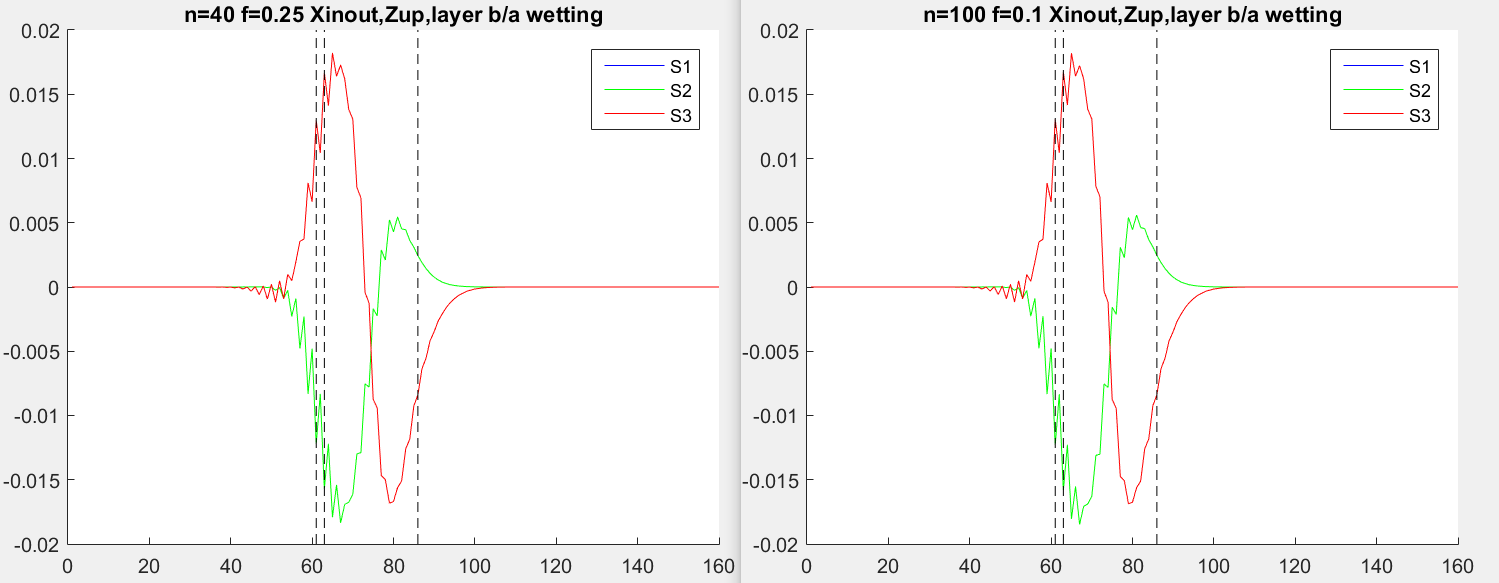 n=40 f=0.25 Xinout,Zup,layer b/a wetting
0.02
0.015
0.01
0.005
0
-0.005
-0.01
-0.015
-0.02
0 20 40 60 80 100 120 140 160
S1
S2
S3
n=100 f=0.1 Xinout,Zup,layer b/a wetting
0.02
0.015
0.01
0.005
0
-0.005
-0.01
-0.015
-0.02
0 20 40 60 80 100 120 140 160
S1
S2
S3